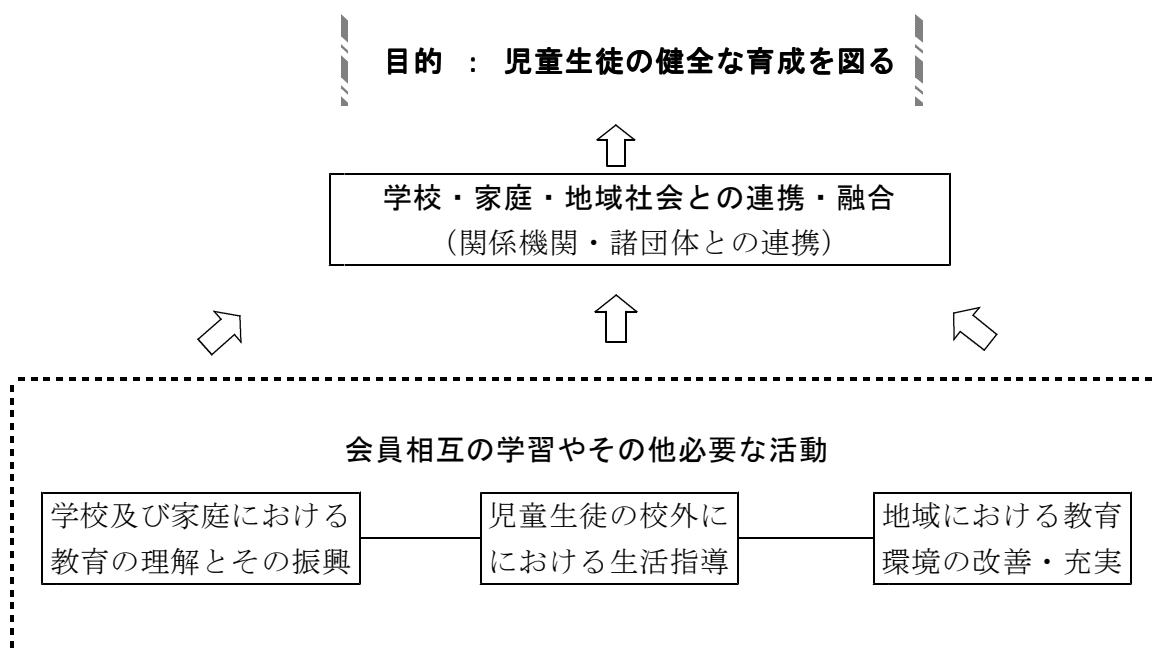 目的 ： 児童生徒の健全な育成を図る
学校・家庭・地域社会との連携・融合
（関係機関・諸団体との連携）
会員相互の学習やその他必要な活動
学校及び家庭における
教育の理解とその振興
児童生徒の校外に
における生活指導
地域における教育
環境の改善・充実